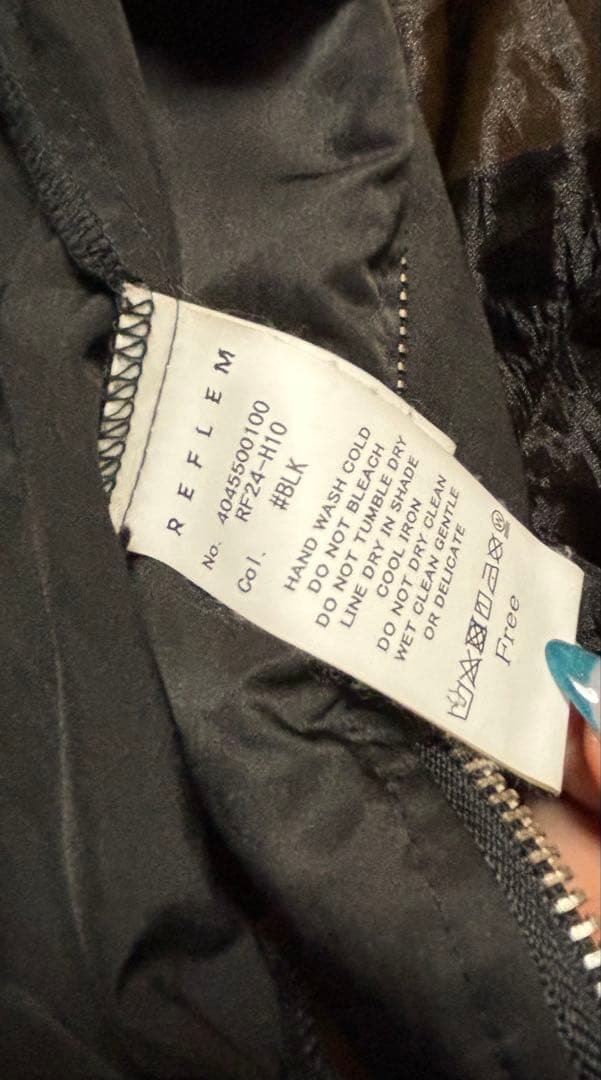 REFLEM
No. 4045500100
RF24-H10
Col. #BLK
HAND WASH COLD
DO NOT BLEACH
DO NOT TUMBLE DRY
LINE DRY IN SHADE
COOL IRON
DO NOT DRY CLEAN
WET CLEAN GENTLE
OR DELICATE
Free